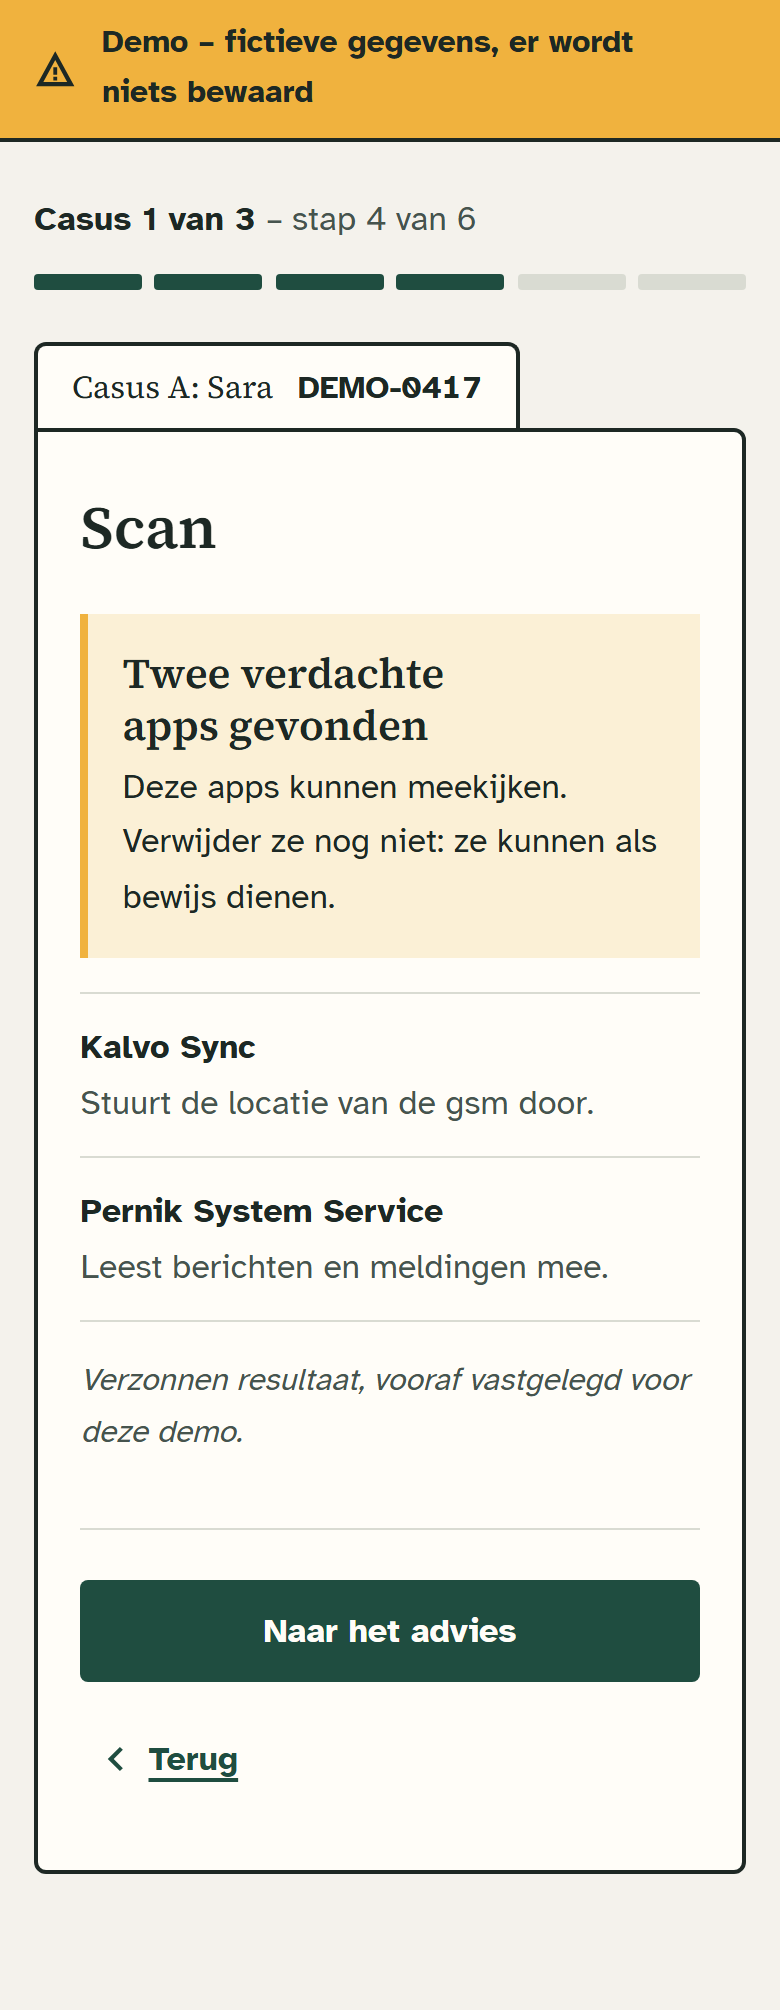 Demo – fictieve gegevens, er wordt
niets bewaard
Casus 1 van 3 – stap 4 van 6
Casus A: Sara DEMO-0417
Scan
Twee verdachte
apps gevonden
Deze apps kunnen meekijken.
Verwijder ze nog niet: ze kunnen als
bewijs dienen.
Kalvo Sync
Stuurt de locatie van de gsm door.
Pernik System Service
Leest berichten en meldingen mee.
Verzonnen resultaat, vooraf vastgelegd voor
deze demo.
Naar het advies
Terug